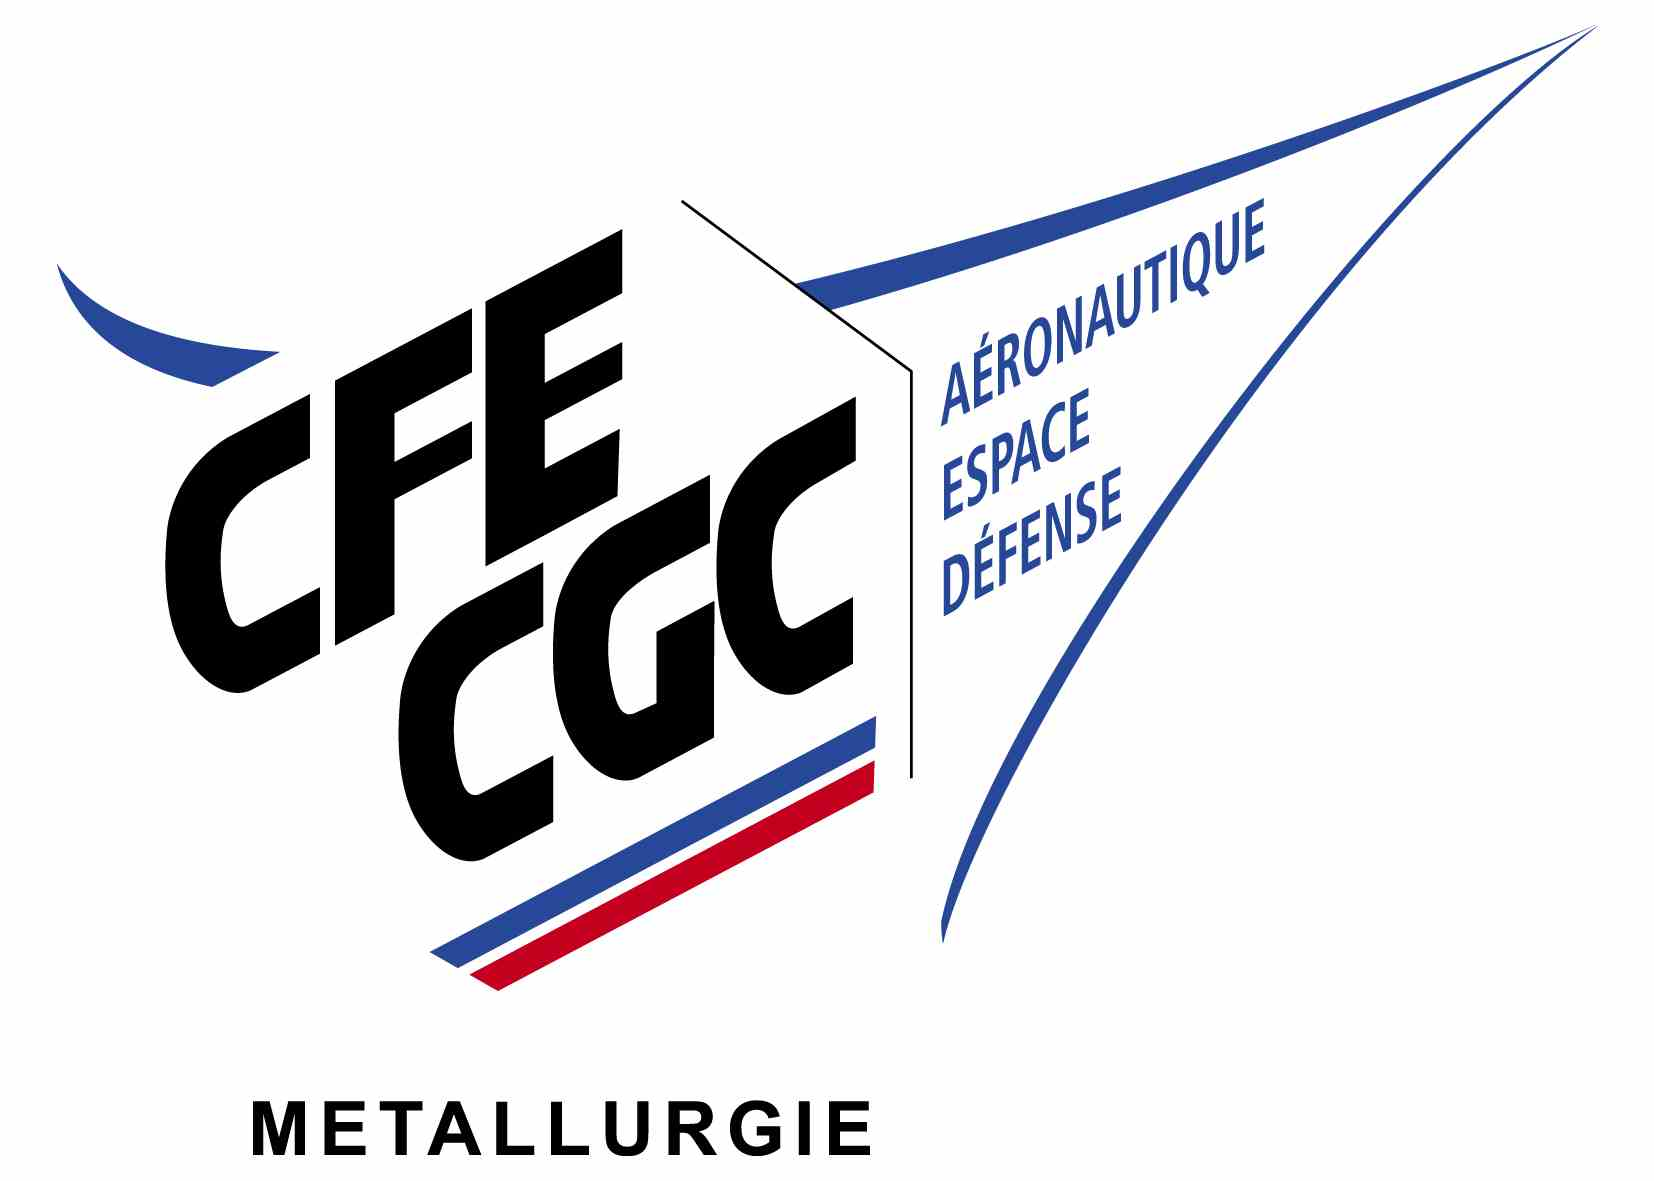 CFE
CGC
AÉRONAUTIQUE
ESPACE
DÉFENSE
METALLURGIE